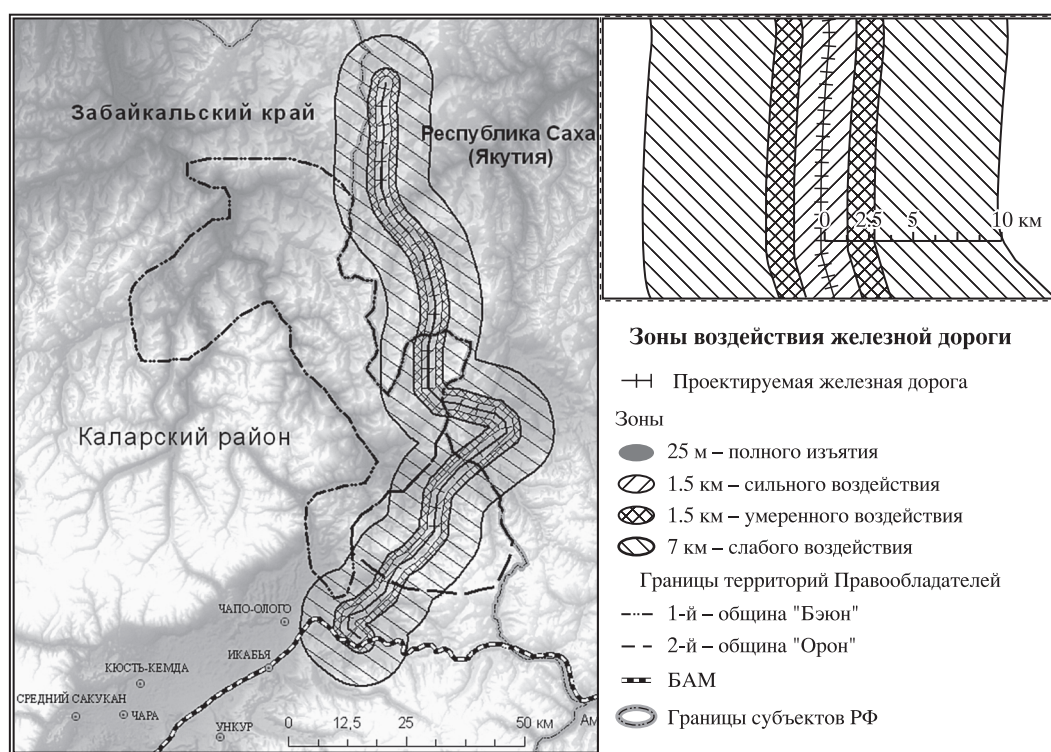 Забайкальский край
Республика Саха
(Якутия)
Каларский район
ЧАПО-ОЛОГО
ИКАБЬЯ
КЮСТЬ-КЕМДА
СРЕДНИЙ САКУКАН
ЧАРА
УНКУР
0 12,5 25 50 км
Ам
0 2.5 5 10 км
Зоны воздействия железной дороги
Проектируемая железная дорога
Зоны
25 м – полного изъятия
1.5 км – сильного воздействия
1.5 км – умеренного воздействия
7 км – слабого воздействия
Границы территорий Правообладателей
1-й – община "Бэюн"
2-й – община "Орон"
БАМ
Границы субъектов РФ